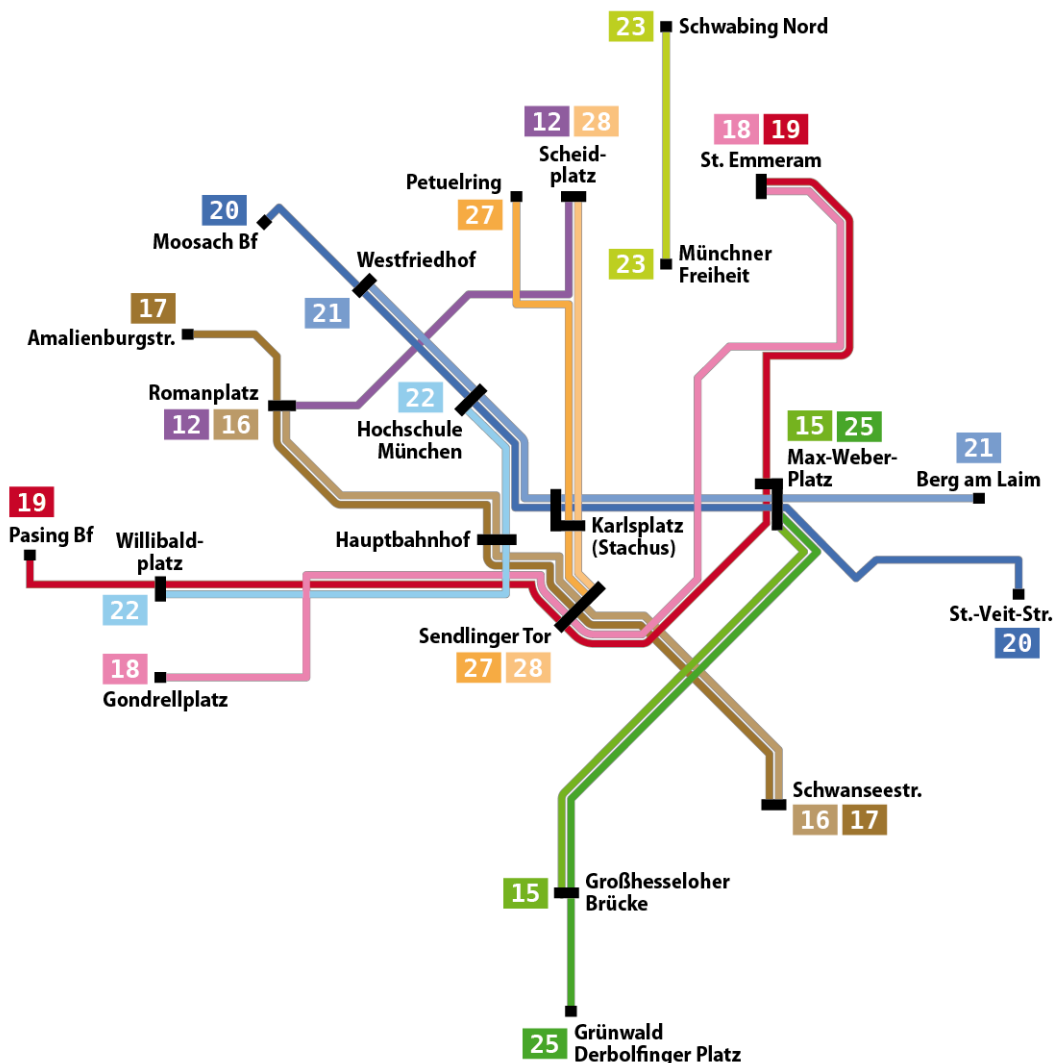 23 Schwabing Nord
12 28
Scheid-
platz
18 19
St. Emmeram
Petuelring
27
20
Moosach Bf
Westfriedhof
21
23 Münchner
Freiheit
17
Amalienburgstr.
Romanplatz
12 16
22
Hochschule
München
15 25
Max-Weber-
Platz
21
Berg am Laim
19
Pasing Bf
Willibald-
platz
22
Hauptbahnhof
Karlsplatz
(Stachus)
St.-Veit-Str.
20
Sendlinger Tor
27 28
18
Gondrellplatz
Schwanseestr.
16 17
15 Großhesseloher
Brücke
25 Grünwald
Derbolfinger Platz